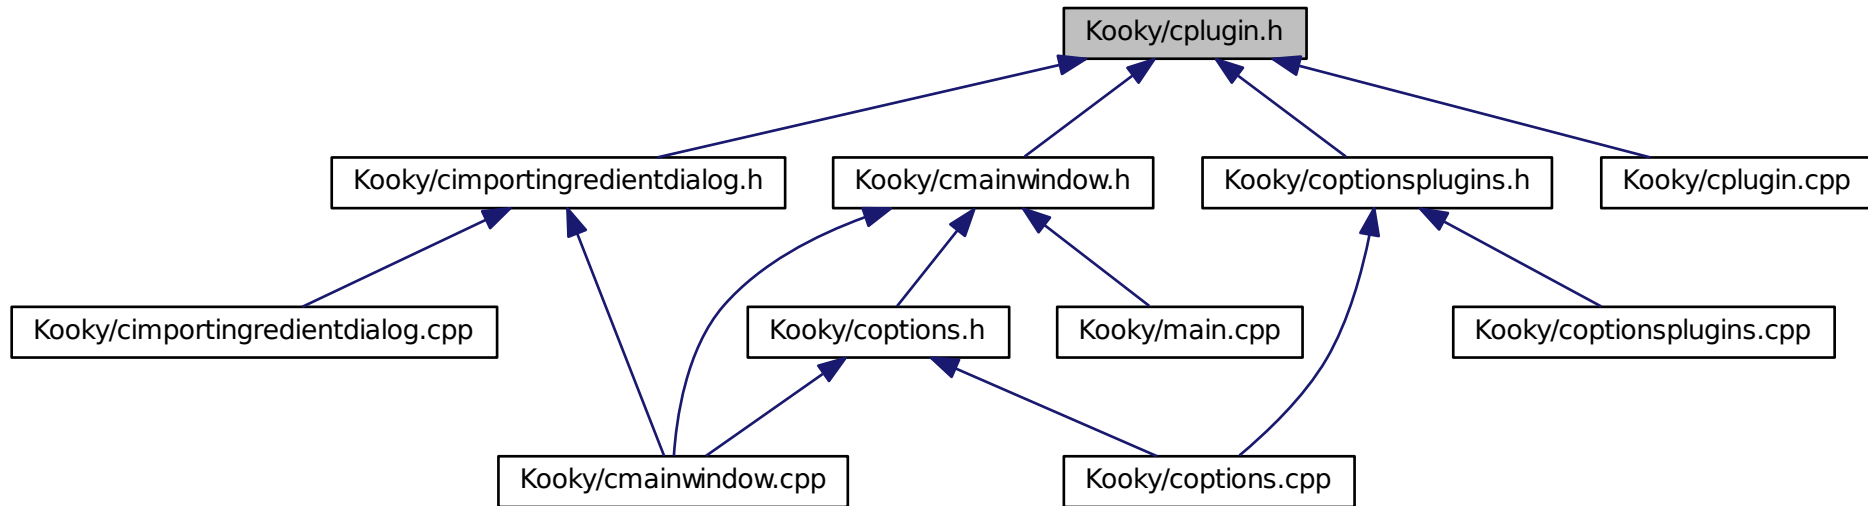 Kooky/cplugin.h
Kooky/cimportingredientdialog.h
Kooky/cmainwindow.h
Kooky/coptionsplugins.h
Kooky/cplugin.cpp
Kooky/cimportingredientdialog.cpp
Kooky/coptions.h
Kooky/main.cpp
Kooky/coptionsplugins.cpp
Kooky/cmainwindow.cpp
Kooky/coptions.cpp